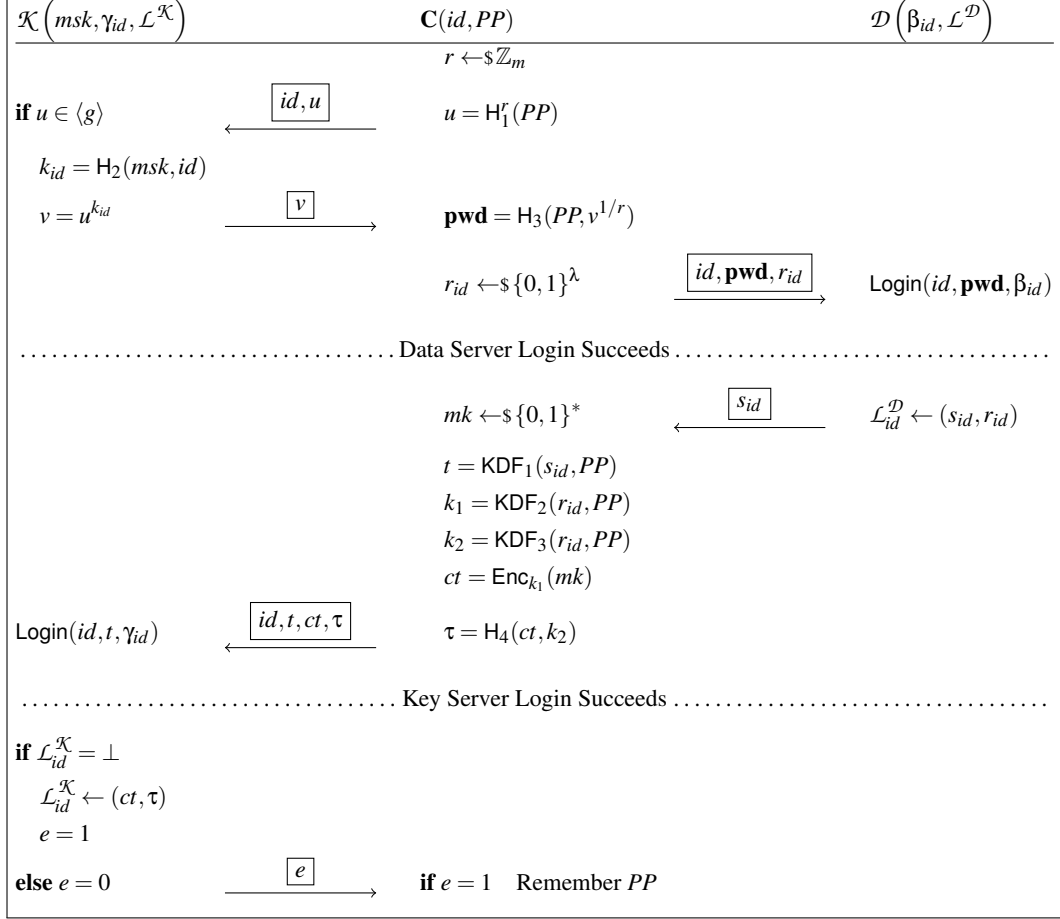 𝒦(msk, γ_id, ℒ^𝒦) C(id, PP) 𝒟(β_id, ℒ^𝒟)
r ←$ ℤ_m
if u ∈ ⟨g⟩ id, u u = H_1^r(PP)
k_id = H_2(msk, id)
v = u^{k_id} v pwd = H_3(PP, v^{1/r})
r_id ←$ {0,1}^λ id, pwd, r_id Login(id, pwd, β_id)
Data Server Login Succeeds
mk ←$ {0,1}^* s_id ℒ_id^𝒟 ← (s_id, r_id)
t = KDF_1(s_id, PP)
k_1 = KDF_2(r_id, PP)
k_2 = KDF_3(r_id, PP)
ct = Enc_{k_1}(mk)
Login(id, t, γ_id) id, t, ct, τ τ = H_4(ct, k_2)
Key Server Login Succeeds
if ℒ_id^𝒦 = ⊥
ℒ_id^𝒦 ← (ct, τ)
e = 1
else e = 0 e if e = 1 Remember PP